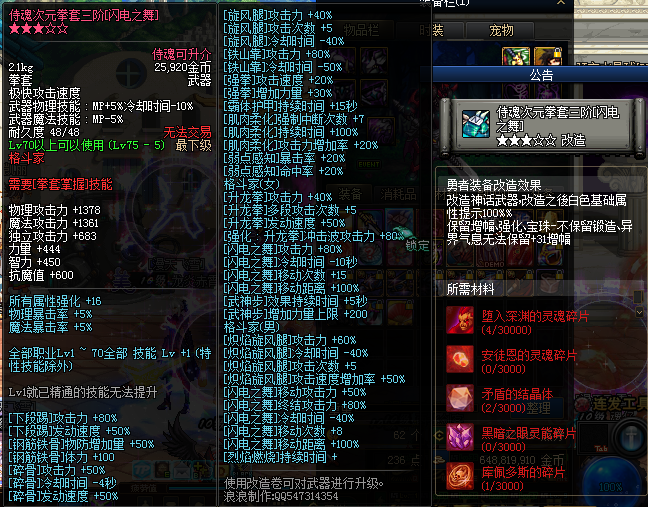 侍魂次元拳套三阶[闪电之舞]
★★★☆☆
侍魂可升介
2.1kg 25,920金币
拳套 武器
极快攻击速度
武器物理技能：MP+5%冷却时间-10%
武器魔法技能：MP-5%
耐久度 48/48 无法交易
Lv70以上可以使用 (Lv75 - 5) 最下级
格斗家
需要[拳套掌握]技能
物理攻击力 +1378
魔法攻击力 +1361
独立攻击力 +683
力量 +444
智力 +450
抗魔值 +600
所有属性强化 +16
物理暴击率 +5%
魔法暴击率 +5%
全部职业Lv1 ~ 70全部 技能 Lv +1 (特
性技能除外)
Lv1就已精通的技能无法提升
[下段踢]攻击力 +80%
[下段踢]发动速度 +50%
[钢筋铁骨]物防增加量 +50%
[钢筋铁骨]体力 +100
[碎骨]攻击力 +50%
[碎骨]冷却时间 -4秒
[碎骨]发动速度 +50%
[旋风腿]攻击力 +40%
[旋风腿]攻击次数 +5
[旋风腿]冷却时间 -40%
[铁山靠]攻击力 +80%
[铁山靠]冷却时间 -50%
[强拳]攻击速度 +20%
[强拳]增加力量 +30%
[霸体护甲]持续时间 +15秒
[肌肉柔化]强制中断次数 +7
[肌肉柔化]持续时间 +100%
[肌肉柔化]攻击力增加率 +20%
[弱点感知]暴击率 +20%
[弱点感知]命中率 +20%
格斗家(女)
[升龙拳]攻击力 +40%
[升龙拳]多段攻击次数 +5
[升龙拳]发动速度 +50%
[强化：升龙拳]冲击波攻击力 +80%
[闪电之舞]攻击力 +80%
[闪电之舞]冷却时间 -10秒
[闪电之舞]移动次数 +15
[闪电之舞]移动距离 +100%
[武神步]效果持续时间 +5秒
[武神步]增加力量上限 +200
格斗家(男)
[炽焰旋风腿]攻击力 +60%
[炽焰旋风腿]冷却时间 -40%
[炽焰旋风腿]攻击次数 +5
[炽焰旋风腿]攻击速度增加率 +50%
[闪电之舞]移动攻击力 +50%
[闪电之舞]终结攻击力 +80%
[闪电之舞]冷却时间 -40%
[闪电之舞]移动次数 +8
[闪电之舞]移动距离 +100%
[烈焰燃烧]持续时间 +
使用改造卷可对武器进行升级。
浪浪制作:QQ547314354
物品栏
宠物
装备
消耗品
锁定
公告
侍魂次元拳套三阶[闪电
之舞]
★★★☆☆ 改造
勇者装备改造效果
改造神话武器,改造之後白色基础属
性提示100%%
保留增幅,强化,宝珠-不保留锻造,异
界气息无法保留+31增幅
所需材料
堕入深渊的灵魂碎片
(4/30000)
安徒恩的灵魂碎片
(0/3000)
矛盾的结晶体
(2/3000)
整理
黑暗之眼灵能碎片
(0/3000)
库佩多斯的碎片
(1/3000)
648,819,910 金币
连发工具
Tab
100%